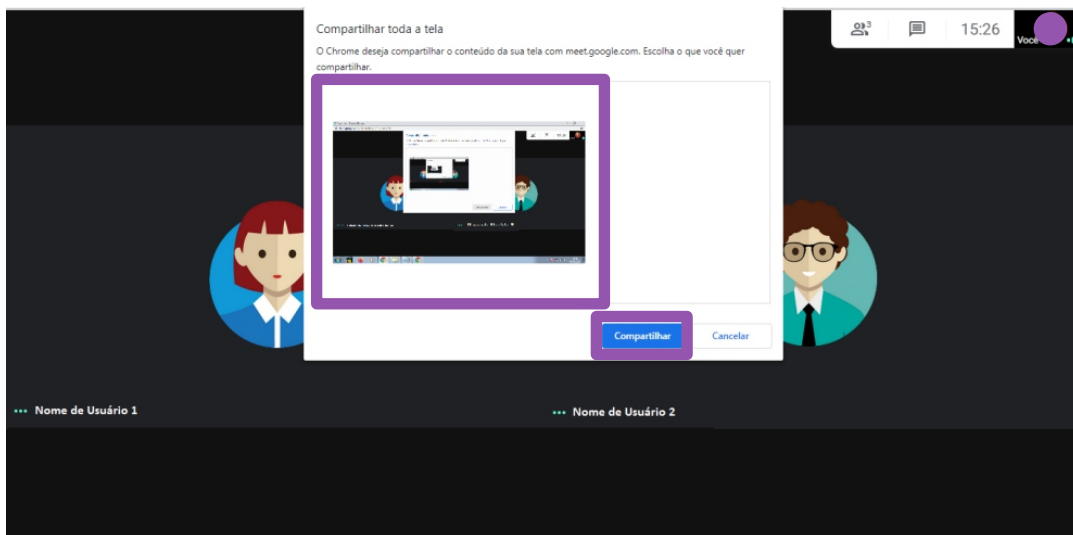 Compartilhar toda a tela
O Chrome deseja compartilhar o conteúdo da sua tela com meet.google.com. Escolha o que você quer
compartilhar.
3
15:26
Você
Compartilhar
Cancelar
Nome de Usuário 1
Nome de Usuário 2